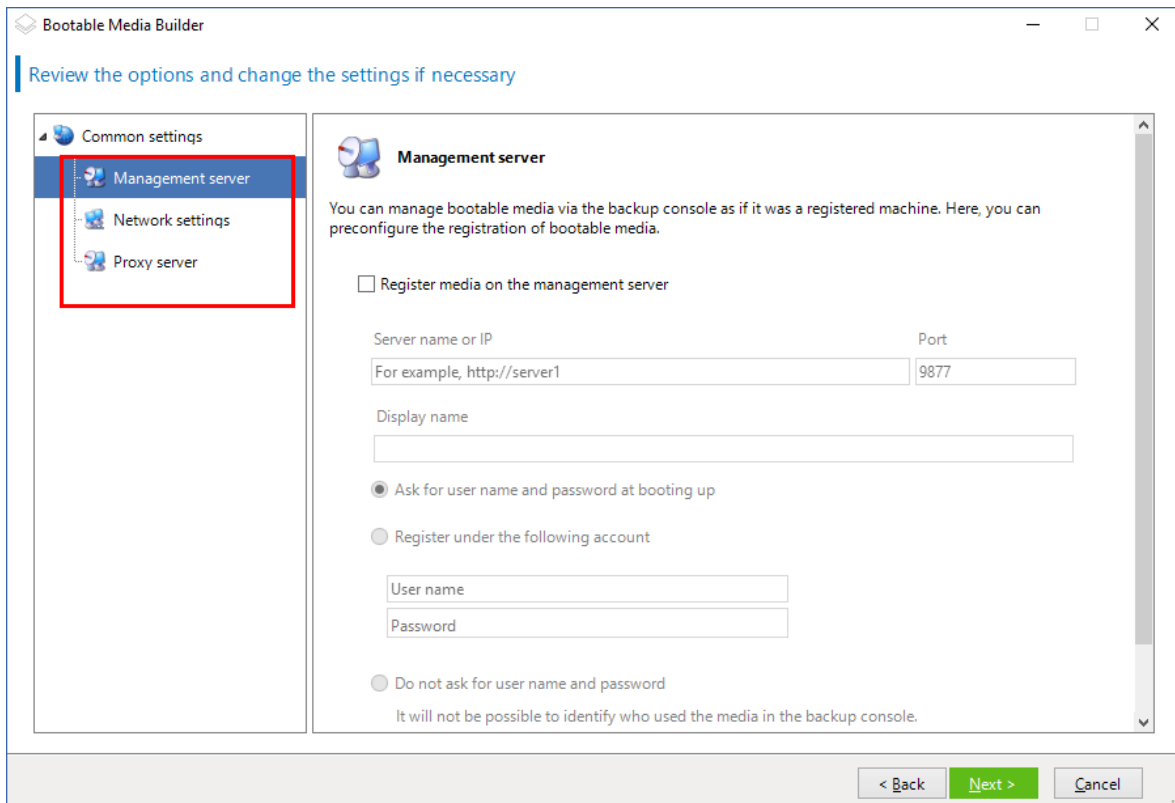 Bootable Media Builder
Review the options and change the settings if necessary
Common settings
Management server
Network settings
Proxy server
Management server
You can manage bootable media via the backup console as if it was a registered machine. Here, you can
preconfigure the registration of bootable media.
Register media on the management server
Server name or IP
Port
For example, http://server1
9877
Display name
Ask for user name and password at booting up
Register under the following account
User name
Password
Do not ask for user name and password
It will not be possible to identify who used the media in the backup console.
< Back
Next >
Cancel